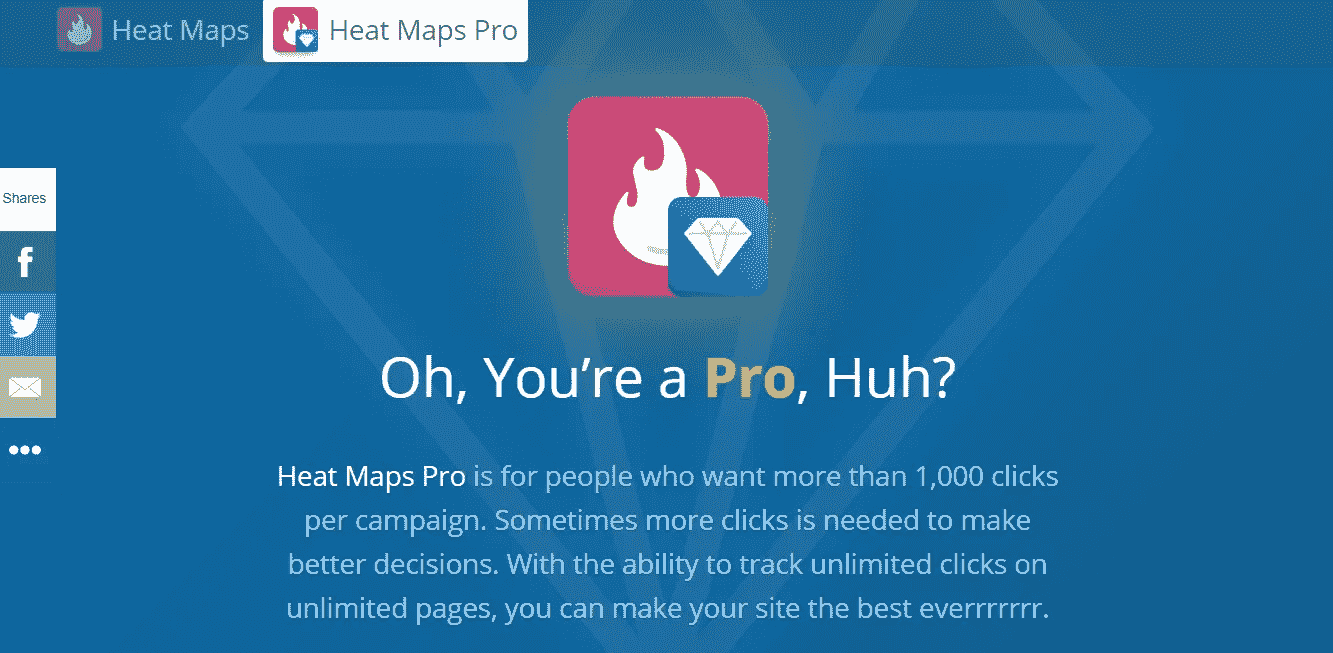 Heat Maps
Heat Maps Pro
Shares
Oh, You’re a Pro, Huh?
Heat Maps Pro is for people who want more than 1,000 clicks
per campaign. Sometimes more clicks is needed to make
better decisions. With the ability to track unlimited clicks on
unlimited pages, you can make your site the best everrrrrrr.